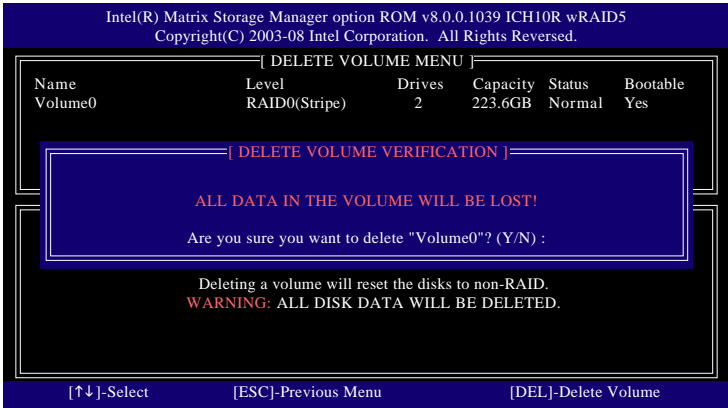 Intel(R) Matrix Storage Manager option ROM v8.0.0.1039 ICH10R wRAID5
Copyright(C) 2003-08 Intel Corporation. All Rights Reversed.
[ DELETE VOLUME MENU ]
Name Level Drives Capacity Status Bootable
Volume0 RAID0(Stripe) 2 223.6GB Normal Yes
[ DELETE VOLUME VERIFICATION ]
ALL DATA IN THE VOLUME WILL BE LOST!
Are you sure you want to delete "Volume0"? (Y/N) :
Deleting a volume will reset the disks to non-RAID.
WARNING: ALL DISK DATA WILL BE DELETED.
[↑↓]-Select [ESC]-Previous Menu [DEL]-Delete Volume